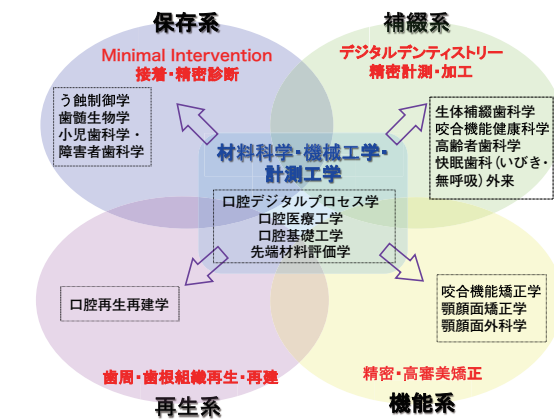 保存系
Minimal Intervention
接着・精密診断
う蝕制御学
歯髄生物学
小児歯科学・
障害者歯科学
補綴系
デジタルデンティストリー
精密計測・加工
生体補綴歯科学
咬合機能健康科学
高齢者歯科学
快眠歯科（いびき・
無呼吸）外来
材料科学・機械工学・
計測工学
口腔デジタルプロセス学
口腔医療工学
口腔基礎工学
先端材料評価学
口腔再生再建学
歯周・歯根組織再生・再建
再生系
咬合機能矯正学
顎顔面矯正学
顎顔面外科学
精密・高審美矯正
機能系